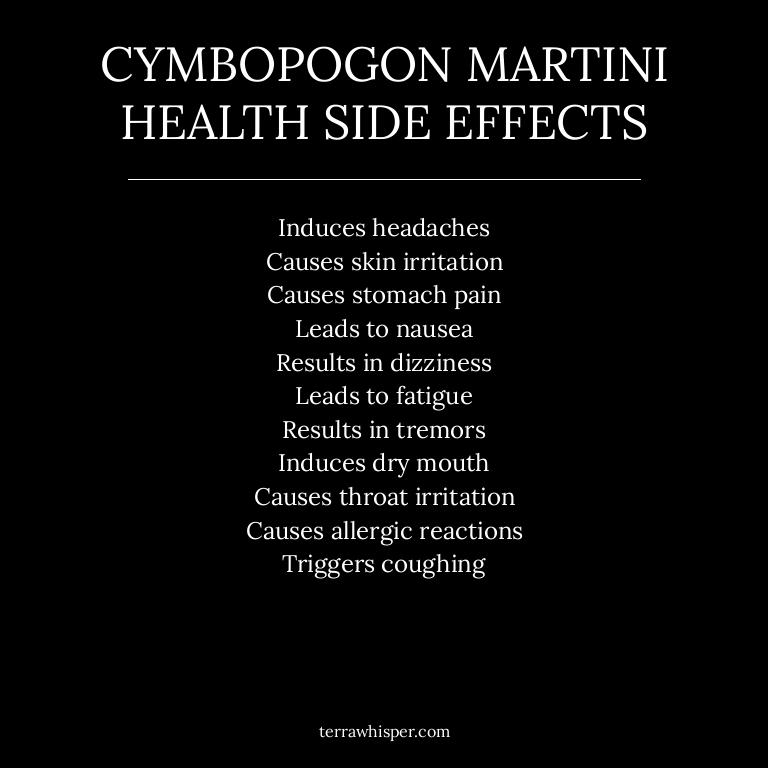 CYMBOPOGON MARTINI
HEALTH SIDE EFFECTS
Induces headaches
Causes skin irritation
Causes stomach pain
Leads to nausea
Results in dizziness
Leads to fatigue
Results in tremors
Induces dry mouth
Causes throat irritation
Causes allergic reactions
Triggers coughing
terrawhisper.com